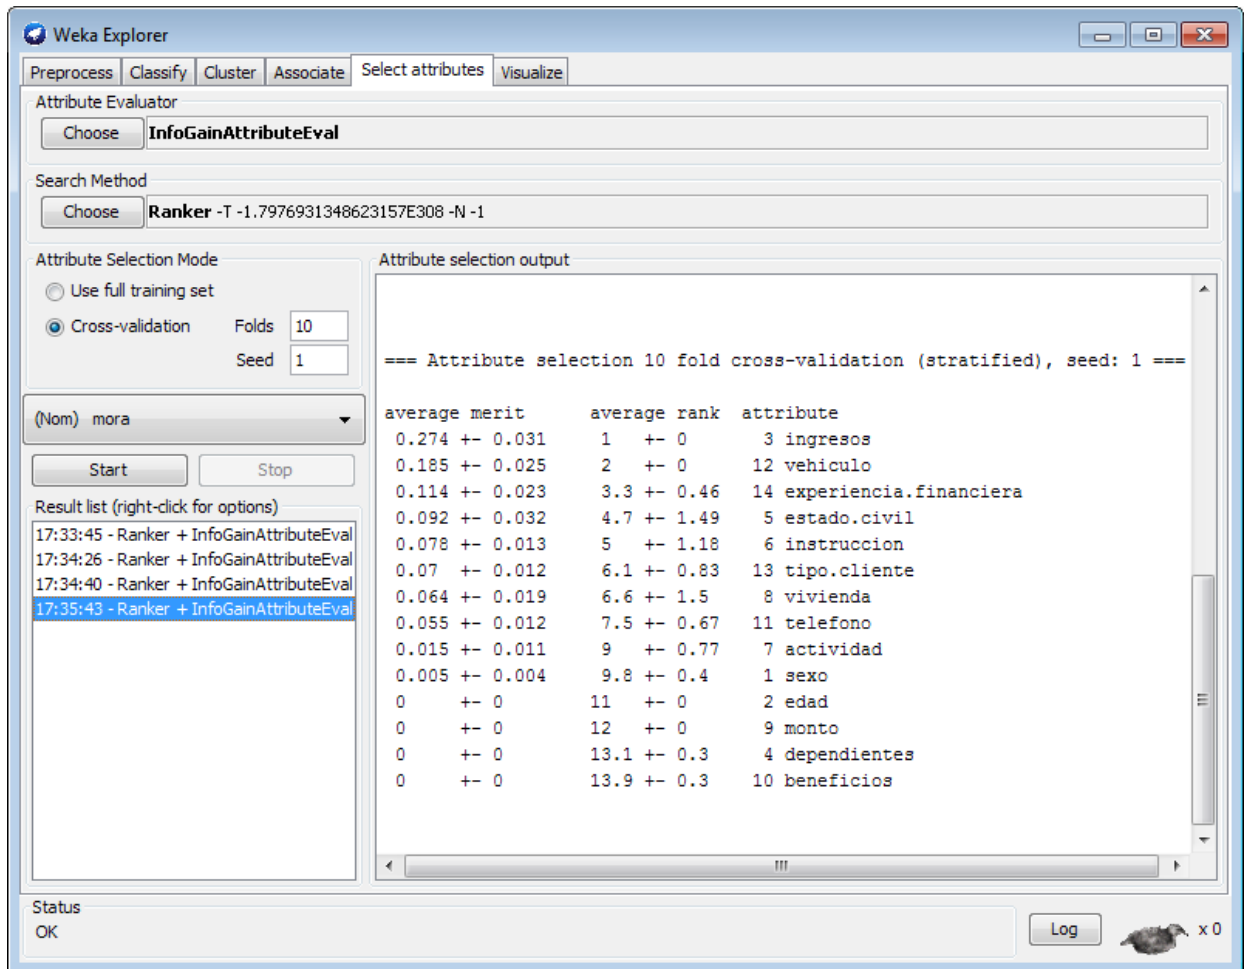 Weka Explorer
Preprocess Classify Cluster Associate Select attributes Visualize
Attribute Evaluator
Choose InfoGainAttributeEval
Search Method
Choose Ranker -T -1.7976931348623157E308 -N -1
Attribute Selection Mode
Use full training set
Cross-validation Folds 10
Seed 1
(Nom) mora
Start Stop
Result list (right-click for options)
17:33:45 - Ranker + InfoGainAttributeEval
17:34:26 - Ranker + InfoGainAttributeEval
17:34:40 - Ranker + InfoGainAttributeEval
17:35:43 - Ranker + InfoGainAttributeEval
Attribute selection output
=== Attribute selection 10 fold cross-validation (stratified), seed: 1 ===
average merit average rank attribute
0.274 +- 0.031 1 +- 0 3 ingresos
0.185 +- 0.025 2 +- 0 12 vehiculo
0.114 +- 0.023 3.3 +- 0.46 14 experiencia.financiera
0.092 +- 0.032 4.7 +- 1.49 5 estado.civil
0.078 +- 0.013 5 +- 1.18 6 instruccion
0.07 +- 0.012 6.1 +- 0.83 13 tipo.cliente
0.064 +- 0.019 6.6 +- 1.5 8 vivienda
0.055 +- 0.012 7.5 +- 0.67 11 telefono
0.015 +- 0.011 9 +- 0.77 7 actividad
0.005 +- 0.004 9.8 +- 0.4 1 sexo
0 +- 0 11 +- 0 2 edad
0 +- 0 12 +- 0 9 monto
0 +- 0 13.1 +- 0.3 4 dependientes
0 +- 0 13.9 +- 0.3 10 beneficios
Status
OK
Log x 0